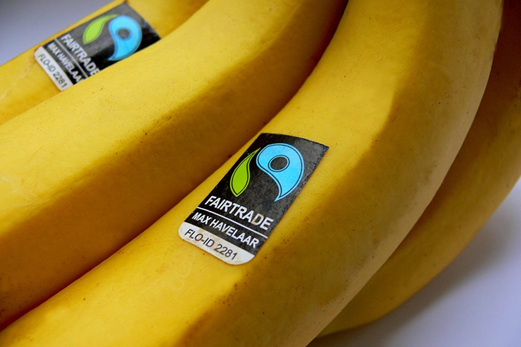 FAIRTRADE
MAX HAVELAAR
FLO-ID 2281
FAIRTRADE
MAX HAVELAAR
FLO-ID 2281